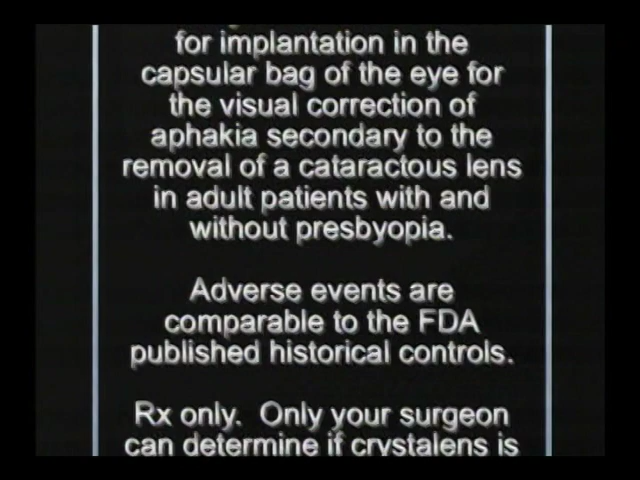 for implantation in the
capsular bag of the eye for
the visual correction of
aphakia secondary to the
removal of a cataractous lens
in adult patients with and
without presbyopia.
Adverse events are
comparable to the FDA
published historical controls.
Rx only.  Only your surgeon
can determine if crystalens is